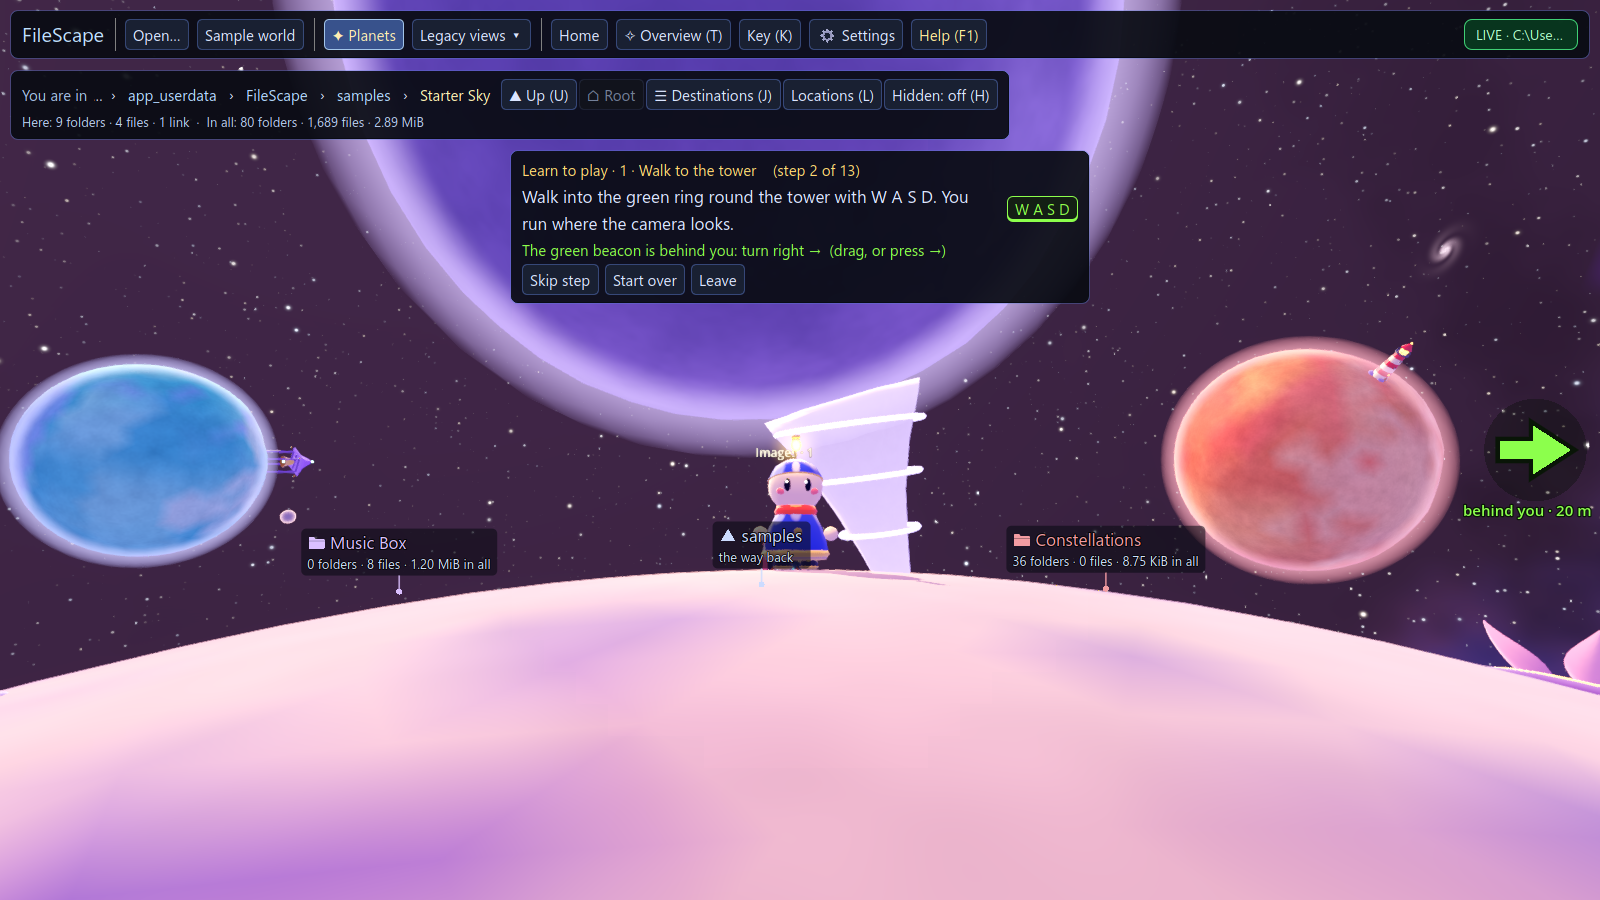 FileScape
Open...
Sample world
✦ Planets
Legacy views ▾
Home
✧ Overview (T)
Key (K)
Settings
Help (F1)
LIVE · C:\Use...
You are in .. › app_userdata › FileScape › samples › Starter Sky
▲ Up (U)
Root
☰ Destinations (J)
Locations (L)
Hidden: off (H)
Here: 9 folders · 4 files · 1 link · In all: 80 folders · 1,689 files · 2.89 MiB
Learn to play · 1 · Walk to the tower (step 2 of 13)
Walk into the green ring round the tower with W A S D. You
run where the camera looks.
W A S D
The green beacon is behind you: turn right → (drag, or press →)
Skip step
Start over
Leave
behind you · 20 m
Music Box
0 folders · 8 files · 1.20 MiB in all
samples
the way back
Constellations
36 folders · 0 files · 8.75 KiB in all